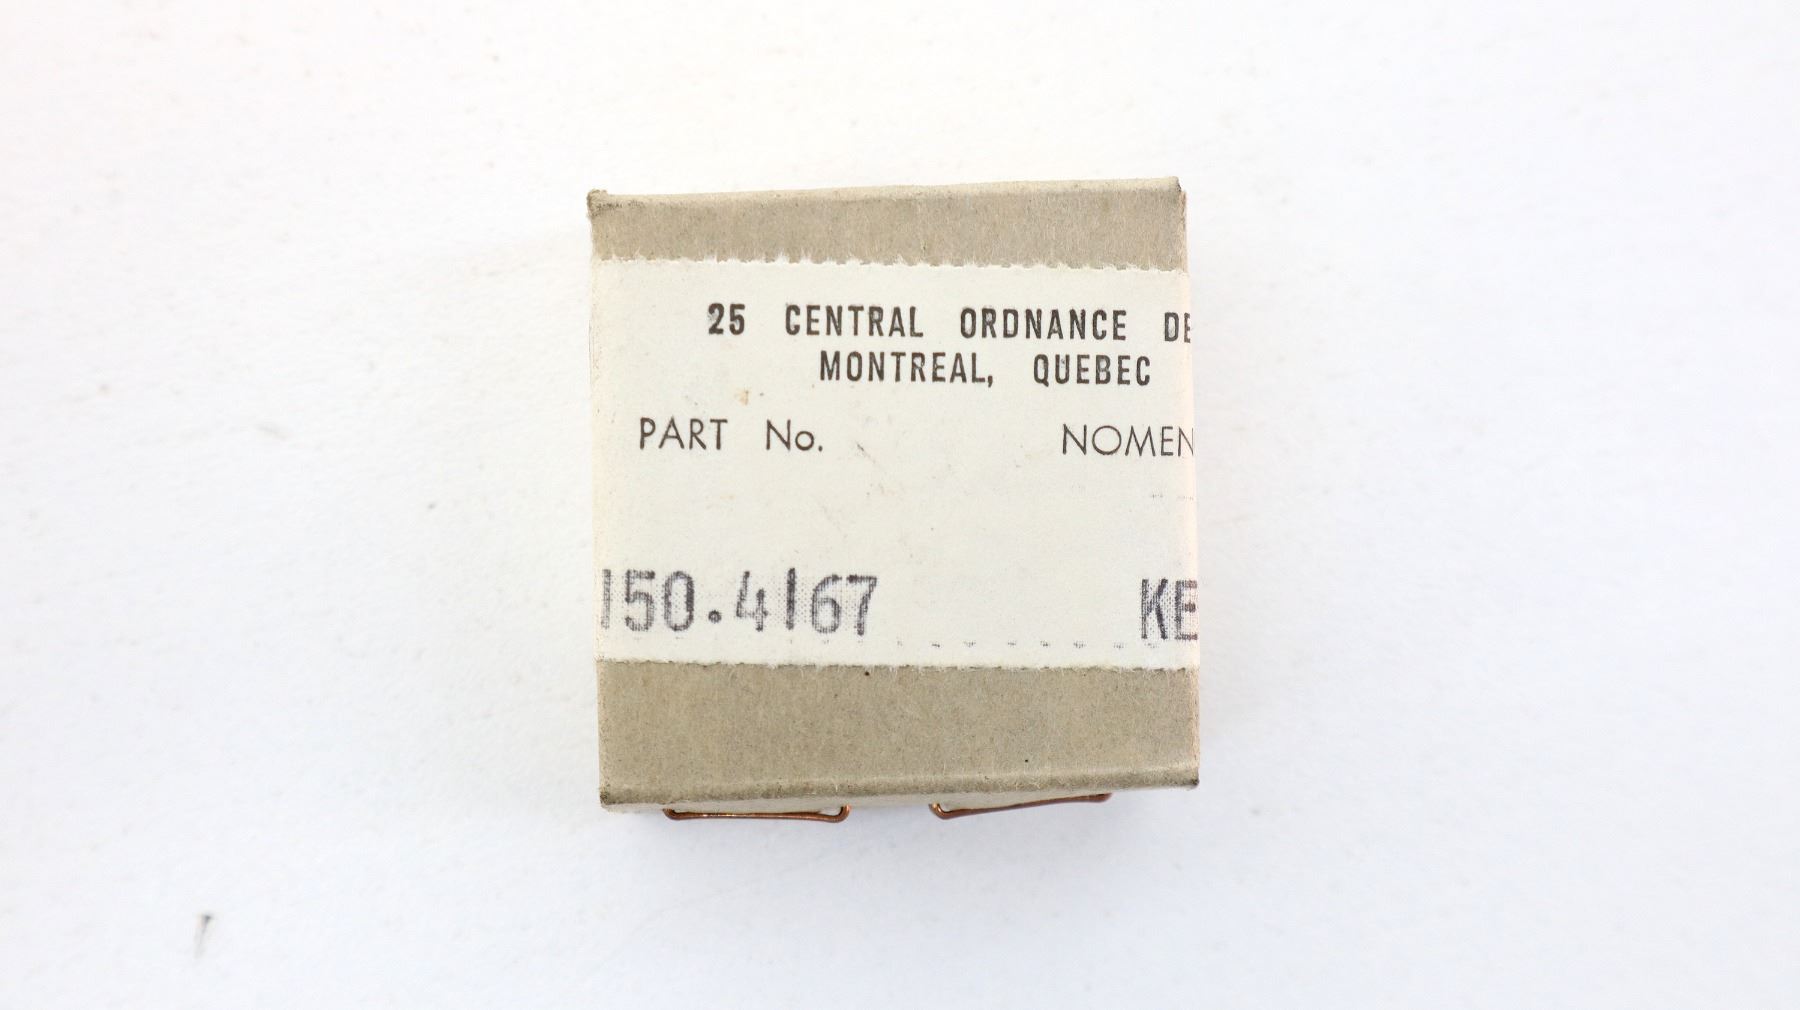 25 CENTRAL ORDNANCE DE
MONTREAL, QUEBEC
PART No. NOMEN
150.4167 KE